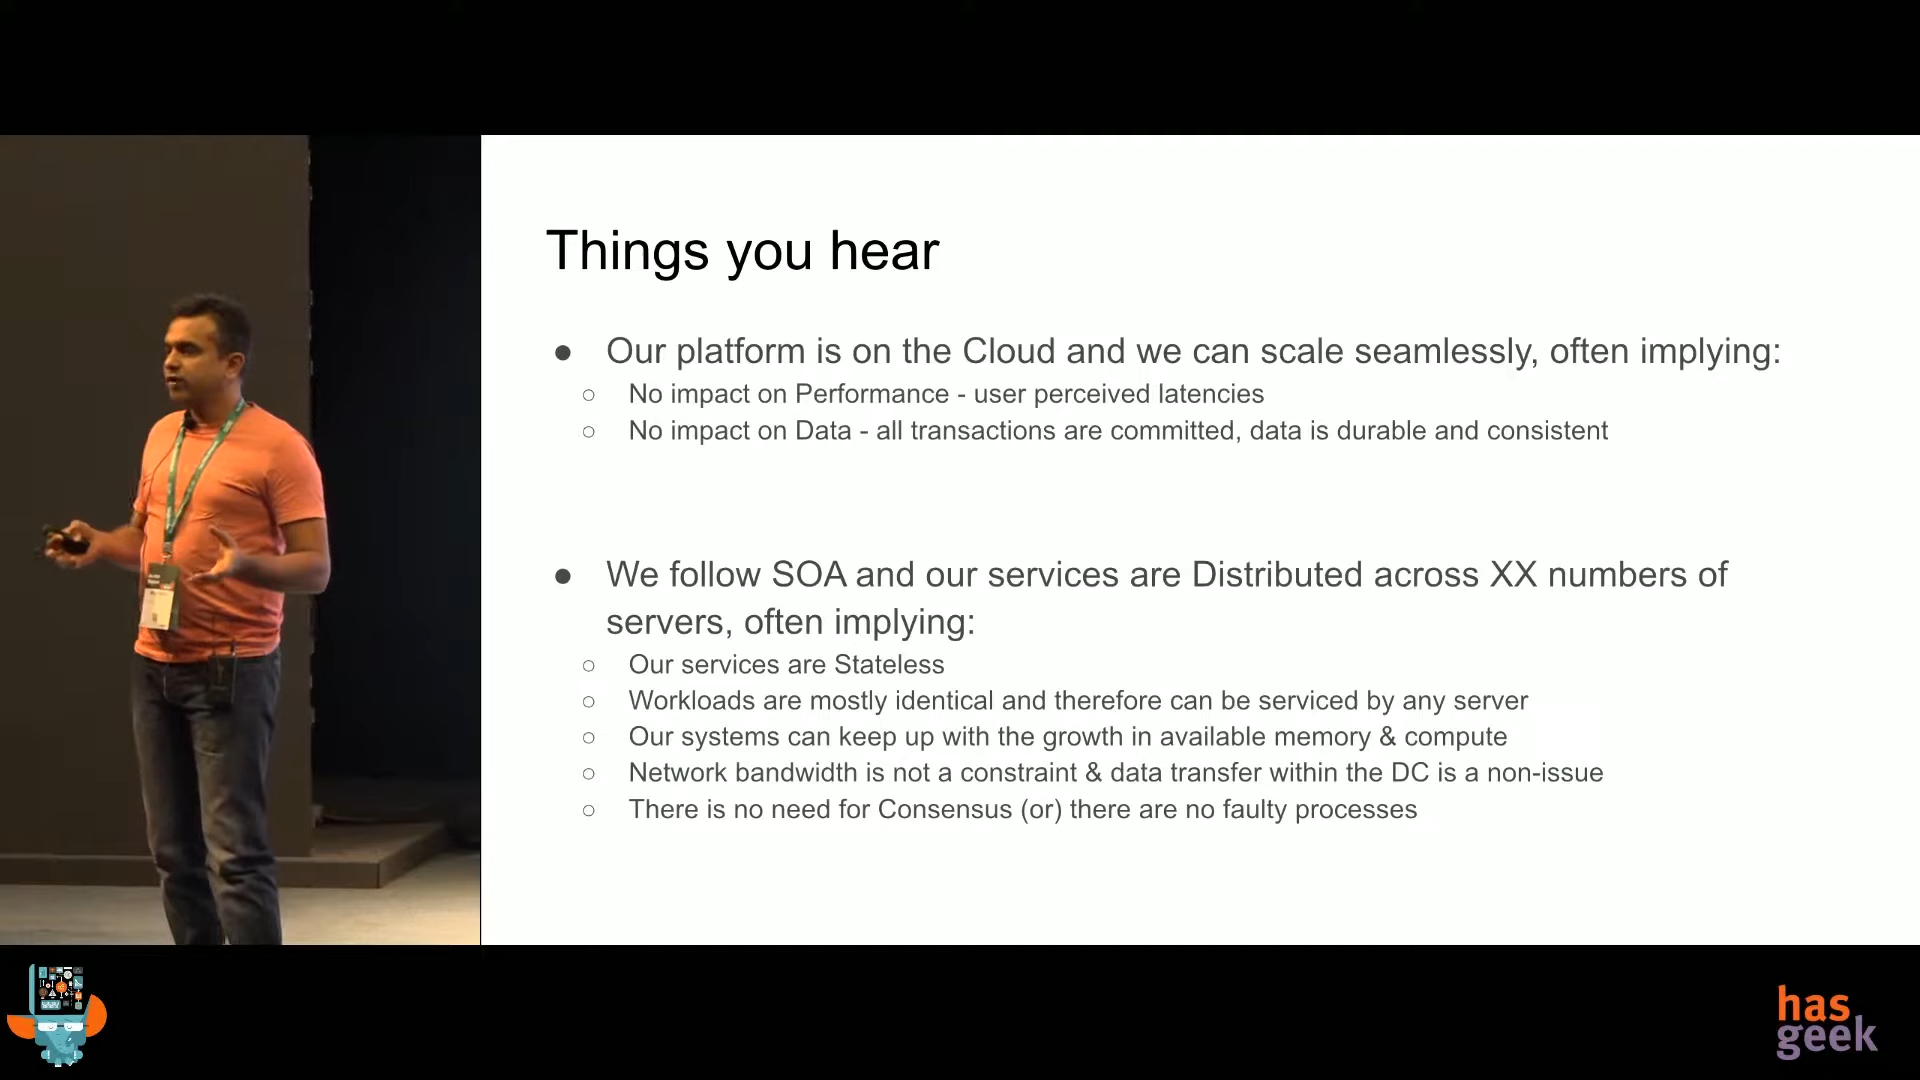 Things you hear
● Our platform is on the Cloud and we can scale seamlessly, often implying:
○ No impact on Performance - user perceived latencies
○ No impact on Data - all transactions are committed, data is durable and consistent
● We follow SOA and our services are Distributed across XX numbers of
servers, often implying:
○ Our services are Stateless
○ Workloads are mostly identical and therefore can be serviced by any server
○ Our systems can keep up with the growth in available memory & compute
○ Network bandwidth is not a constraint & data transfer within the DC is a non-issue
○ There is no need for Consensus (or) there are no faulty processes
has
geek